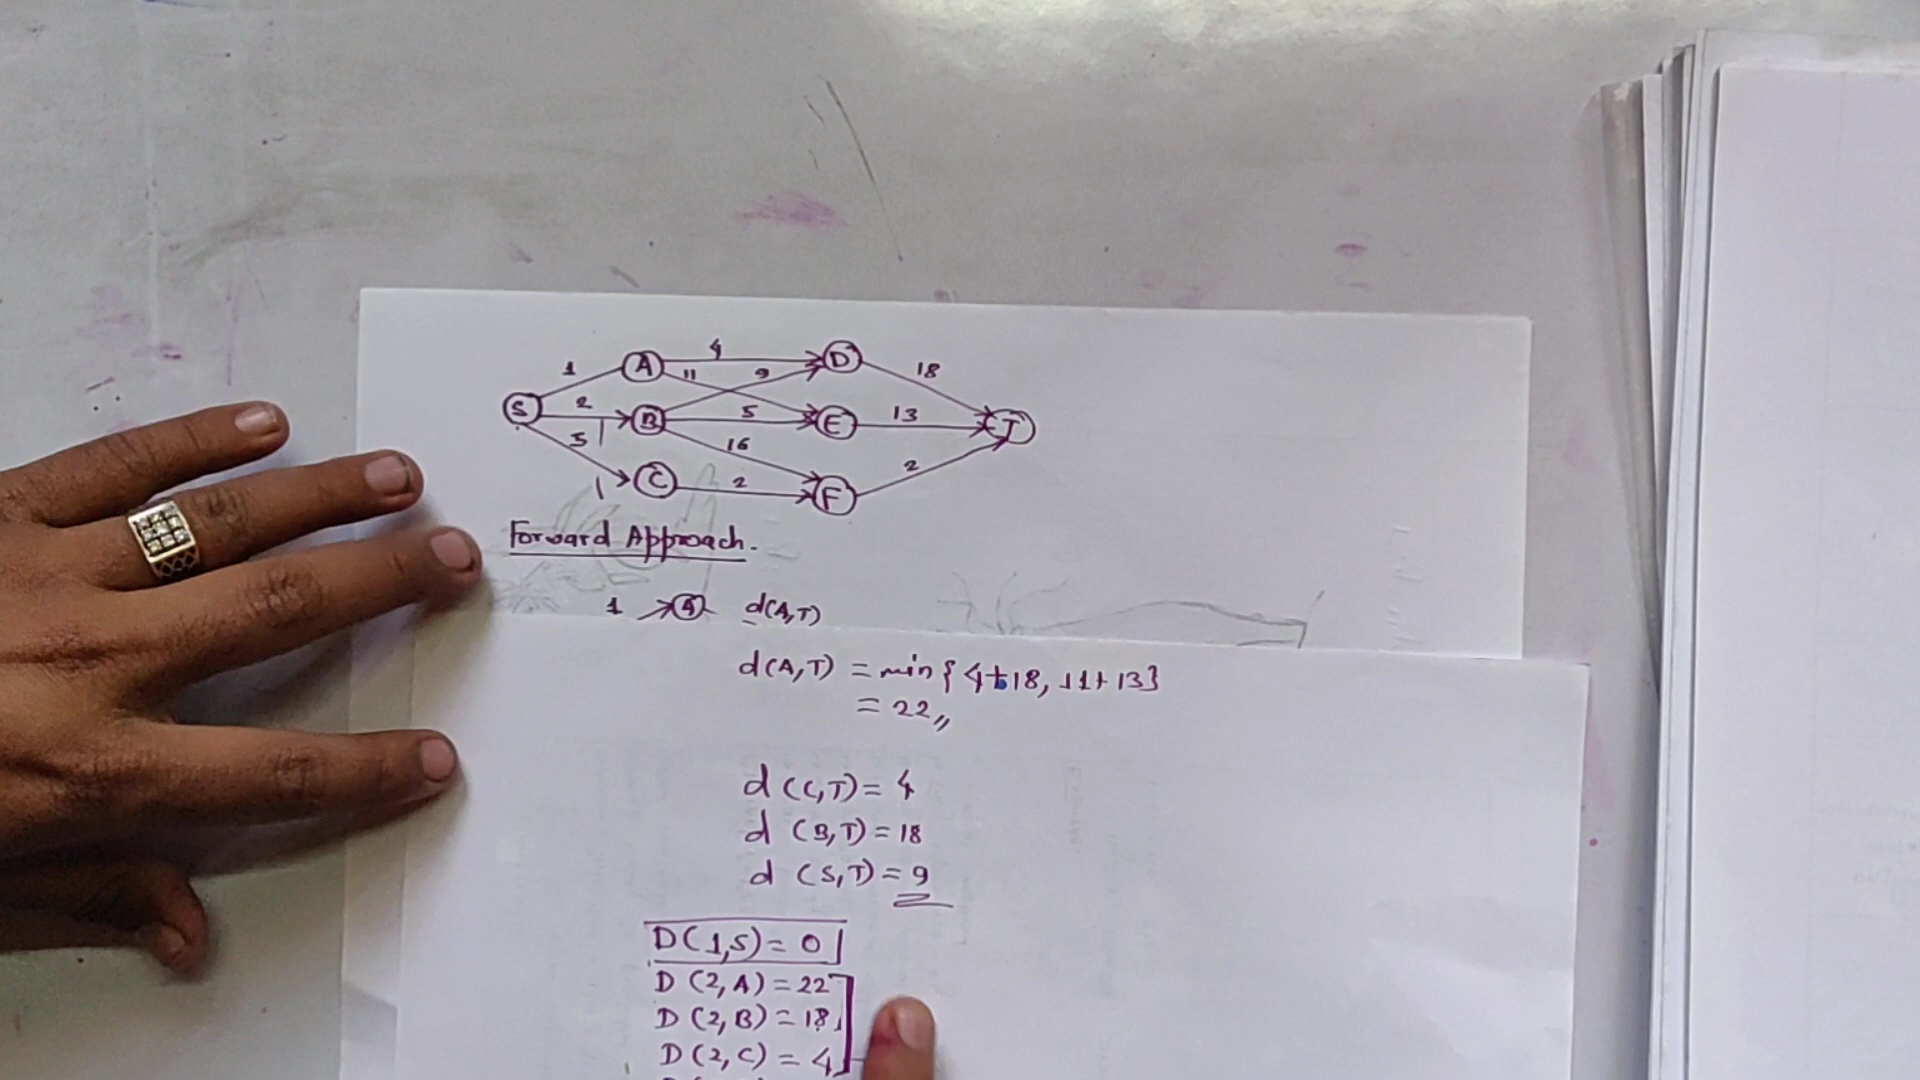 1 A 4 D 18
11 9
S 2 B 5 E 13 T
5 16 2
C 2 F
Forward Approach.
1 A d(A,T)
d(A,T) = min{ 4+18, 11+13}
= 22,,
d (C,T) = 4
d (B,T) = 18
d (S,T) = 9
D(1,S) = 0
D (2, A) = 22
D (2, B) = 18
D (2, C) = 4